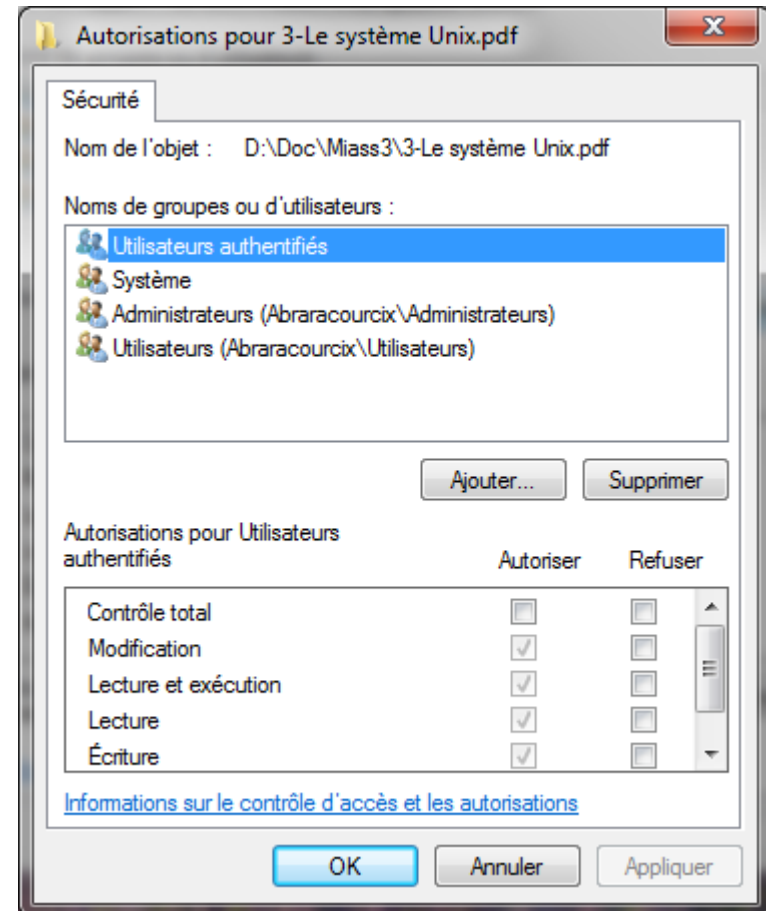 Autorisations pour 3-Le système Unix.pdf
Sécurité
Nom de l'objet : D:\Doc\Miass3\3-Le système Unix.pdf
Noms de groupes ou d'utilisateurs :
Utilisateurs authentifiés
Système
Administrateurs (Abraracourcix\Administrateurs)
Utilisateurs (Abraracourcix\Utilisateurs)
Ajouter... Supprimer
Autorisations pour Utilisateurs
authentifiés Autoriser Refuser
Contrôle total
Modification
Lecture et exécution
Lecture
Écriture
Informations sur le contrôle d'accès et les autorisations
OK Annuler Appliquer